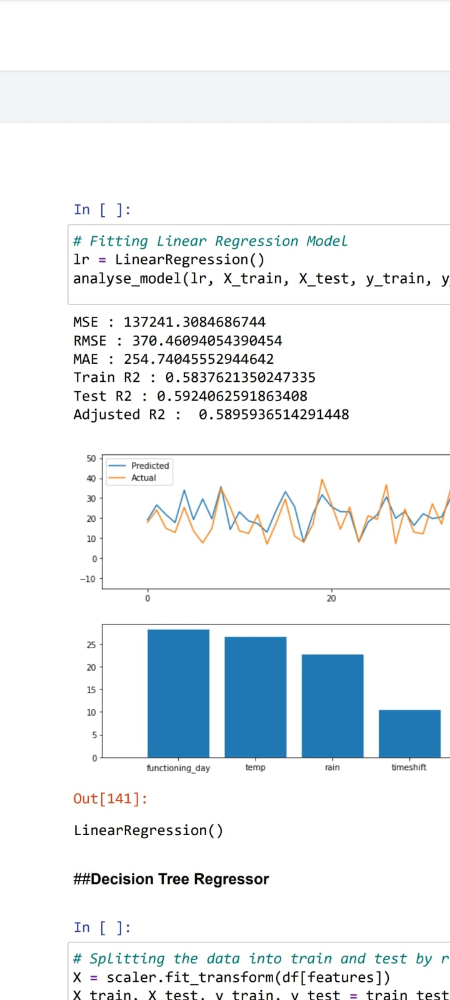 In [ ]:
# Fitting Linear Regression Model
lr = LinearRegression()
analyse_model(lr, X_train, X_test, y_train, y_
MSE : 137241.3084686744
RMSE : 370.46094054390454
MAE : 254.74045552944642
Train R2 : 0.5837621350247335
Test R2 : 0.5924062591863408
Adjusted R2 :  0.5895936514291448
50
40
30
20
10
0
−10
Predicted
Actual
0
20
25
20
15
10
5
0
functioning_day
temp
rain
timeshift
Out[141]:
LinearRegression()
##Decision Tree Regressor
In [ ]:
# Splitting the data into train and test by r
X = scaler.fit_transform(df[features])
X_train, X_test, y_train, y_test = train_test